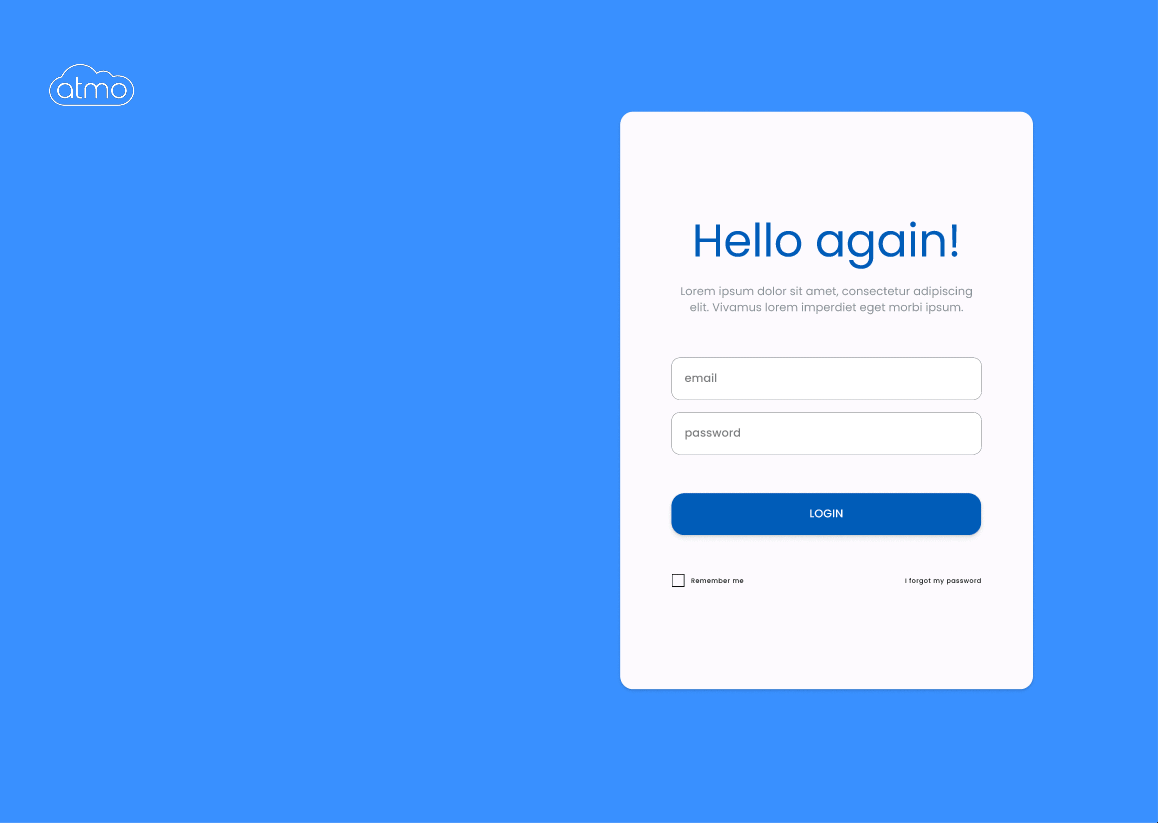 atmo
Hello again!
Lorem ipsum dolor sit amet, consectetur adipiscing
elit. Vivamus lorem imperdiet eget morbi ipsum.
email
password
LOGIN
Remember me
I forgot my password